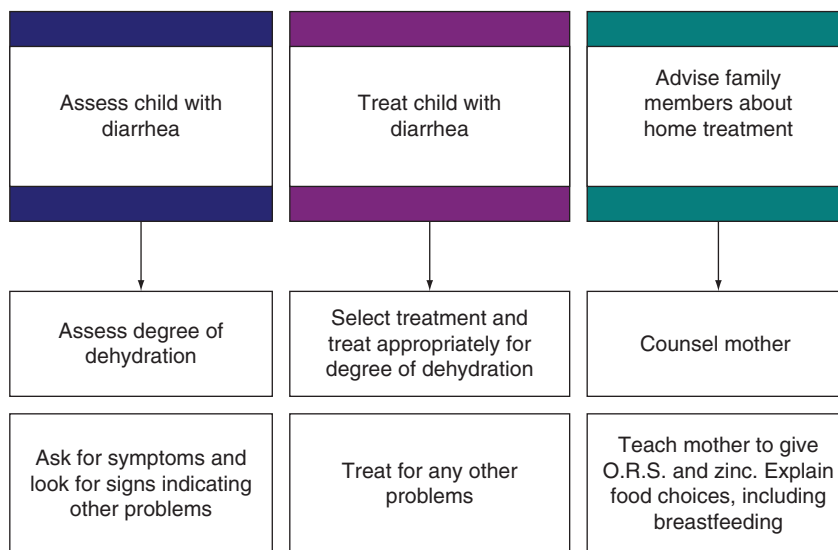 Assess child with
diarrhea
Treat child with
diarrhea
Advise family
members about
home treatment
Assess degree of
dehydration
Select treatment and
treat appropriately for
degree of dehydration
Counsel mother
Ask for symptoms and
look for signs indicating
other problems
Treat for any other
problems
Teach mother to give
O.R.S. and zinc. Explain
food choices, including
breastfeeding